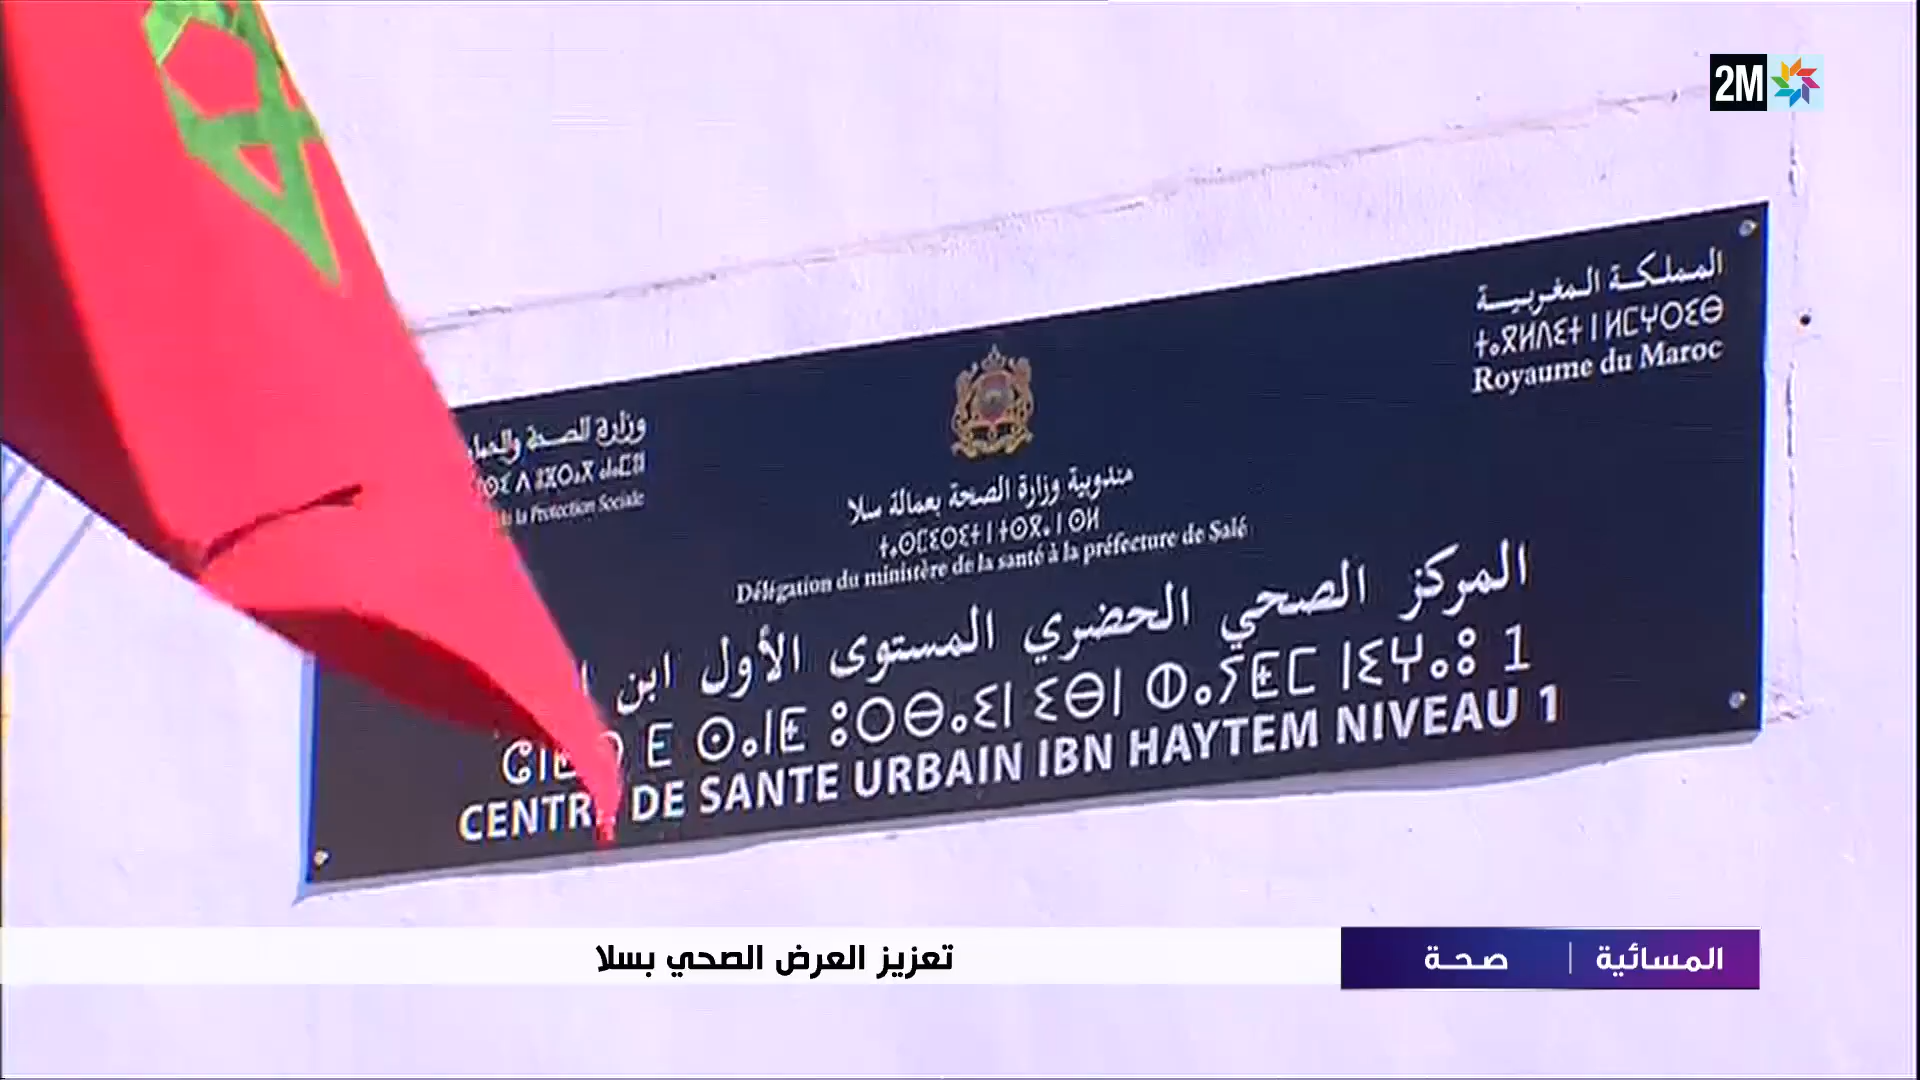 2M
المملكة المغربية
ⵜⴰⴳⵍⴷⵉⵜ ⵏ ⵍⵎⵖⵔⵉⴱ
Royaume du Maroc
وزارة الصحة
de la Protection Sociale
مندوبية وزارة الصحة بعمالة سلا
Délégation du ministère de la santé à la préfecture de Salé
المركز الصحي الحضري المستوى الأول ابن
CENTRE DE SANTE URBAIN IBN HAYTEM NIVEAU 1
المسائية | صحة
تعزيز العرض الصحي بسلا